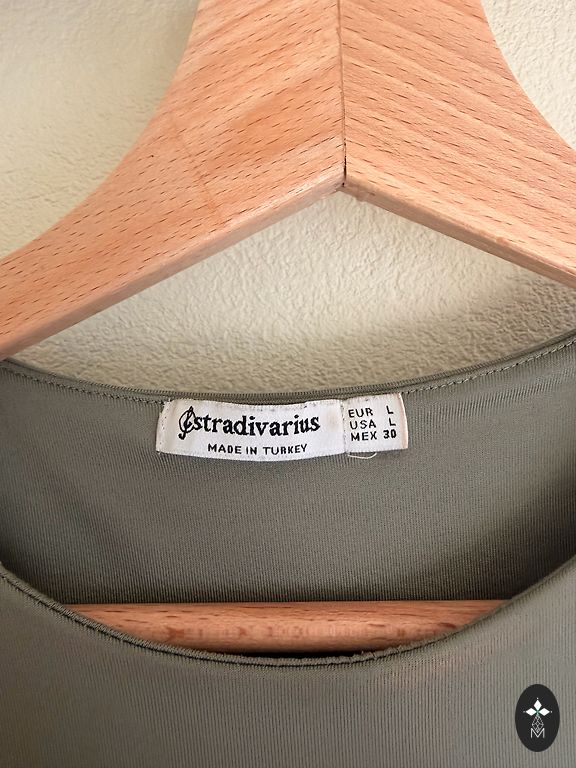 stradivarius
MADE IN TURKEY
EUR L
USA L
MEX 30
M